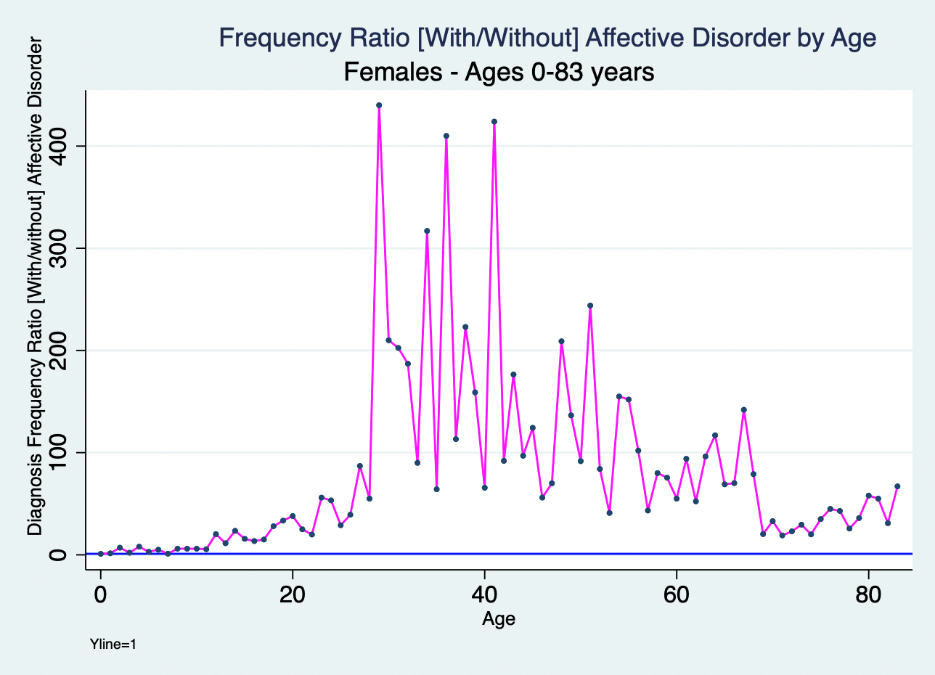 Frequency Ratio [With/Without] Affective Disorder by Age
Females - Ages 0-83 years
Diagnosis Frequency Ratio [With/without] Affective Disorder
400
300
200
100
0
0 20 40 60 80
Age
Yline=1